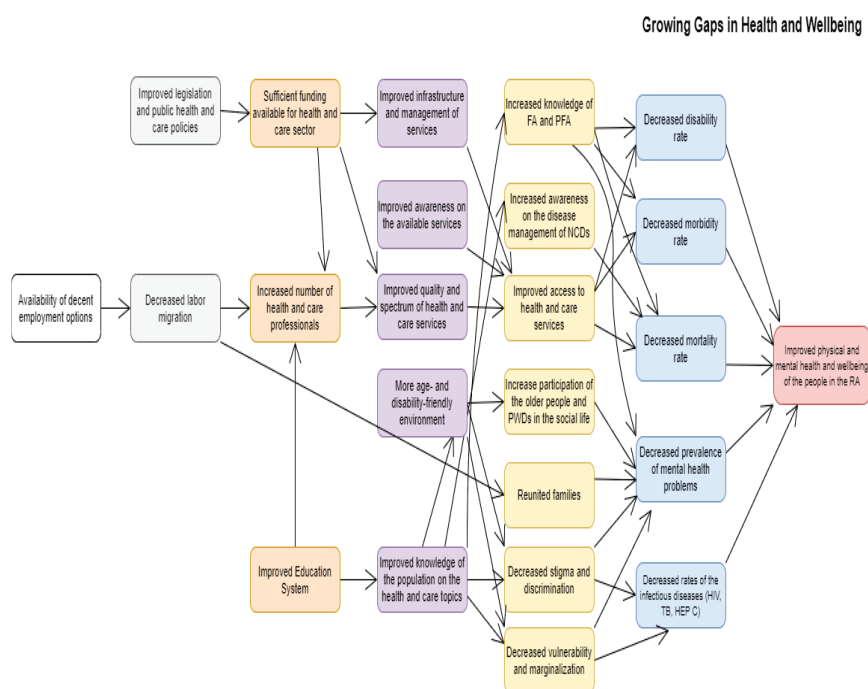 Growing Gaps in Health and Wellbeing
Improved legislation
and public health and
care policies
Sufficient funding
available for health and
care sector
Improved infrastructure
and management of
services
Increased knowledge of
FA and PFA
Decreased disability
rate
Improved awareness on
the available services
Increased awareness
on the disease
management of NCDs
Decreased morbidity
rate
Availability of decent
employment options
Decreased labor
migration
Increased number of
health and care
professionals
Improved quality and
spectrum of health and
care services
Improved access to
health and care
services
Decreased mortality
rate
Improved physical and
mental health and wellbeing
of the people in the RA
More age- and
disability-friendly
environment
Increase participation of
the older people and
PWDs in the social life
Decreased prevalence
of mental health
problems
Reunited families
Improved Education
System
Improved knowledge of
the population on the
health and care topics
Decreased stigma and
discrimination
Decreased rates of the
infectious diseases (HIV,
TB, HEP C)
Decreased vulnerability
and marginalization